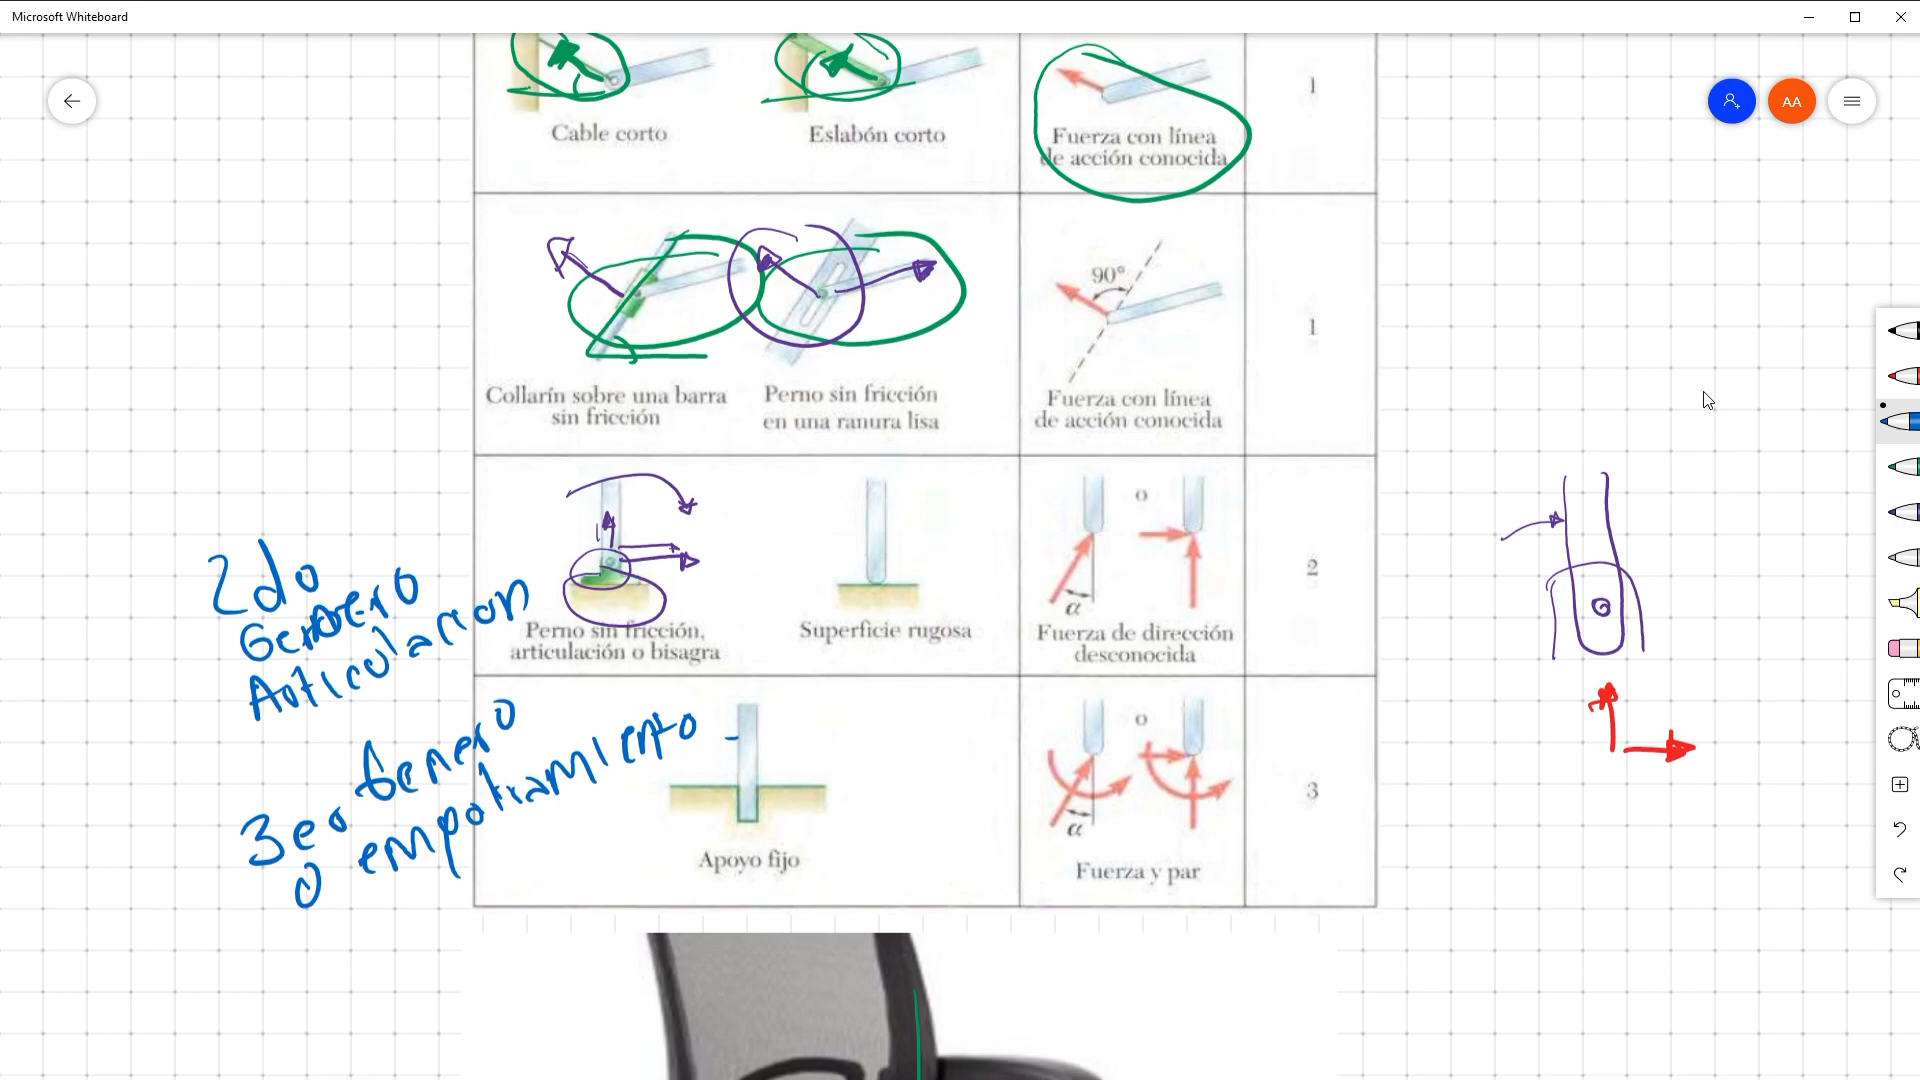 Microsoft Whiteboard
AA
Cable corto
Eslabón corto
Fuerza con línea
de acción conocida
1
90°
Collarín sobre una barra
sin fricción
Perno sin fricción
en una ranura lisa
Fuerza con línea
de acción conocida
1
2do
Genero
Articulacion
Perno sin fricción,
articulación o bisagra
Superficie rugosa
o
α
Fuerza de dirección
desconocida
2
3er Genero
o empotramiento -
Apoyo fijo
o
α
Fuerza y par
3